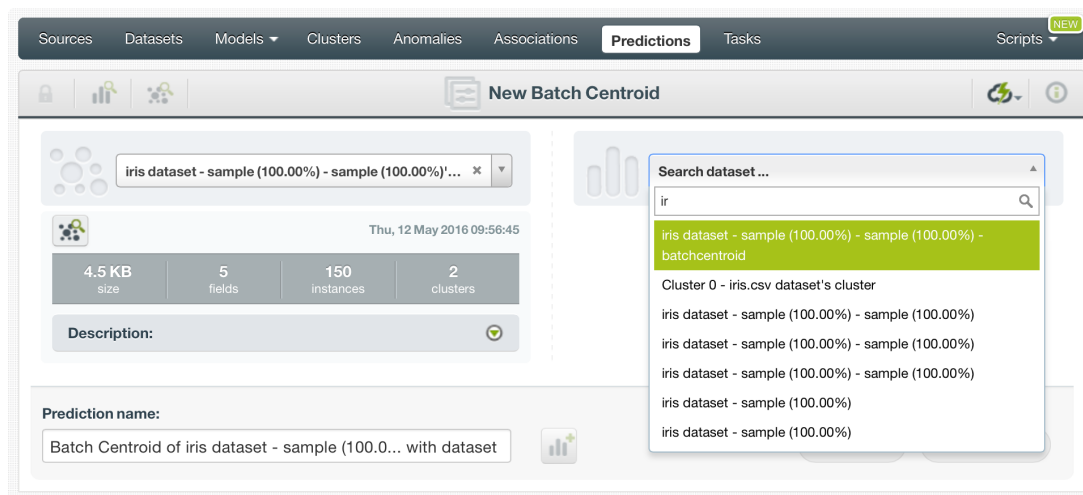 NEW
Sources Datasets Models Clusters Anomalies Associations Predictions Tasks Scripts
New Batch Centroid
iris dataset - sample (100.00%) - sample (100.00%)'...
Search dataset ...
ir
Thu, 12 May 2016 09:56:45
iris dataset - sample (100.00%) - sample (100.00%) -
batchcentroid
4.5 KB 5 150 2
size fields instances clusters
Cluster 0 - iris.csv dataset's cluster
iris dataset - sample (100.00%) - sample (100.00%)
Description:
iris dataset - sample (100.00%) - sample (100.00%)
iris dataset - sample (100.00%) - sample (100.00%)
iris dataset - sample (100.00%)
iris dataset - sample (100.00%)
Prediction name:
Batch Centroid of iris dataset - sample (100.0... with dataset